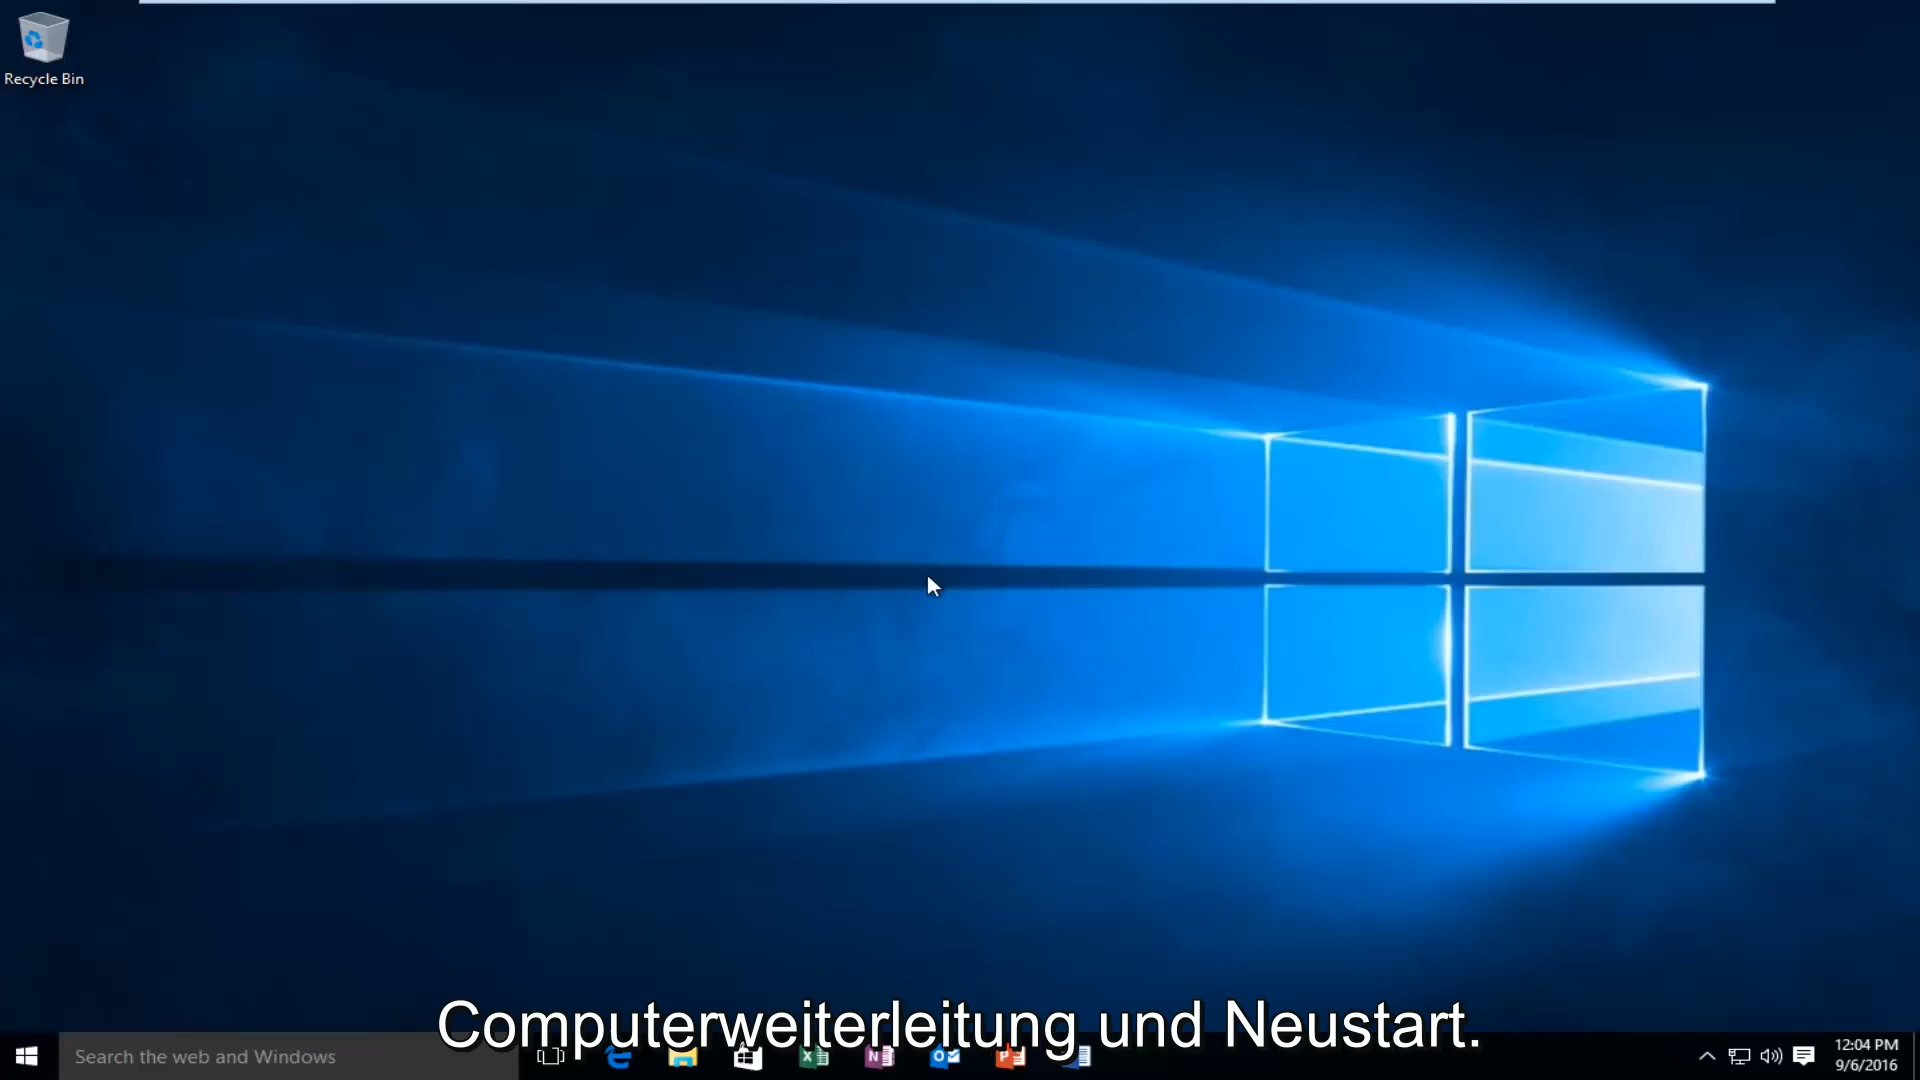 Recycle Bin
Computerweiterleitung und Neustart.
Search the web and Windows
12:04 PM
9/6/2016